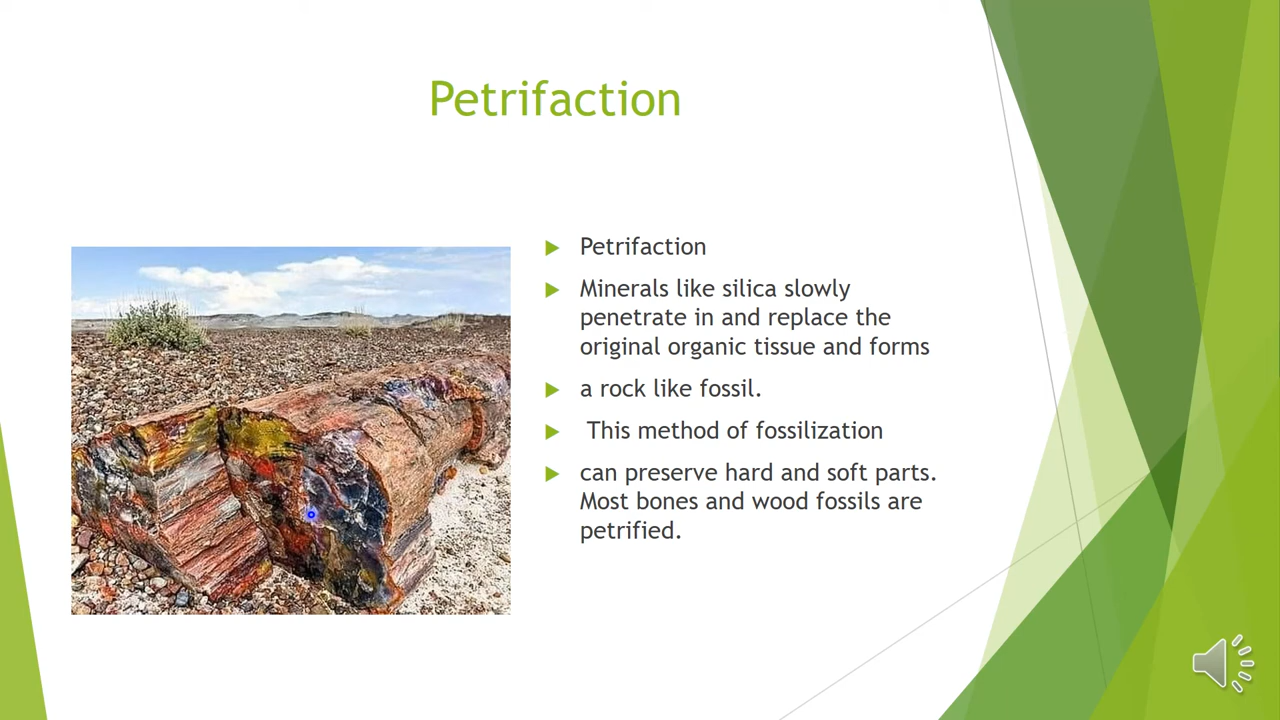 Petrifaction
Petrifaction
Minerals like silica slowly
penetrate in and replace the
original organic tissue and forms
a rock like fossil.
This method of fossilization
can preserve hard and soft parts.
Most bones and wood fossils are
petrified.